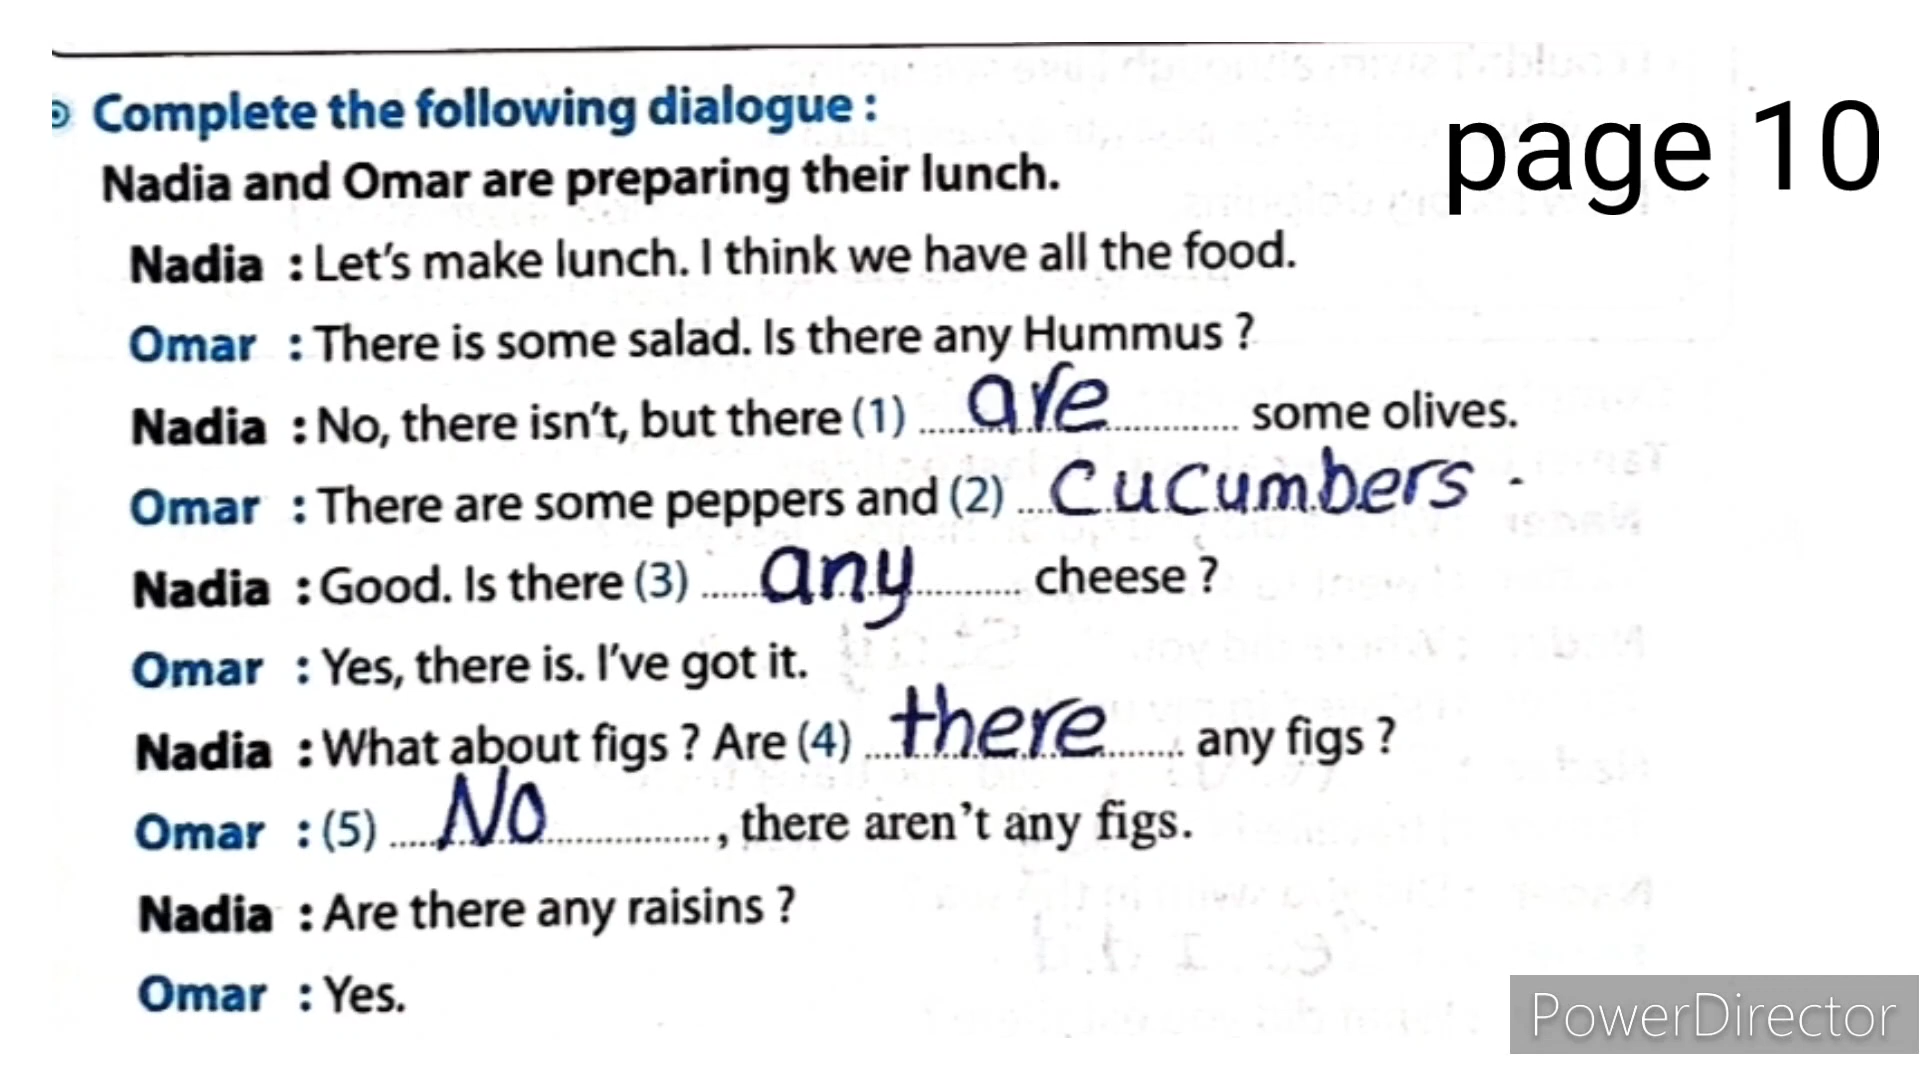 Complete the following dialogue :
page 10
Nadia and Omar are preparing their lunch.
Nadia : Let's make lunch. I think we have all the food.
Omar : There is some salad. Is there any Hummus ?
Nadia : No, there isn't, but there (1) are some olives.
Omar : There are some peppers and (2) Cucumbers .
Nadia : Good. Is there (3) any cheese ?
Omar : Yes, there is. I've got it.
Nadia : What about figs ? Are (4) there any figs ?
Omar : (5) No , there aren't any figs.
Nadia : Are there any raisins ?
Omar : Yes.
PowerDirector